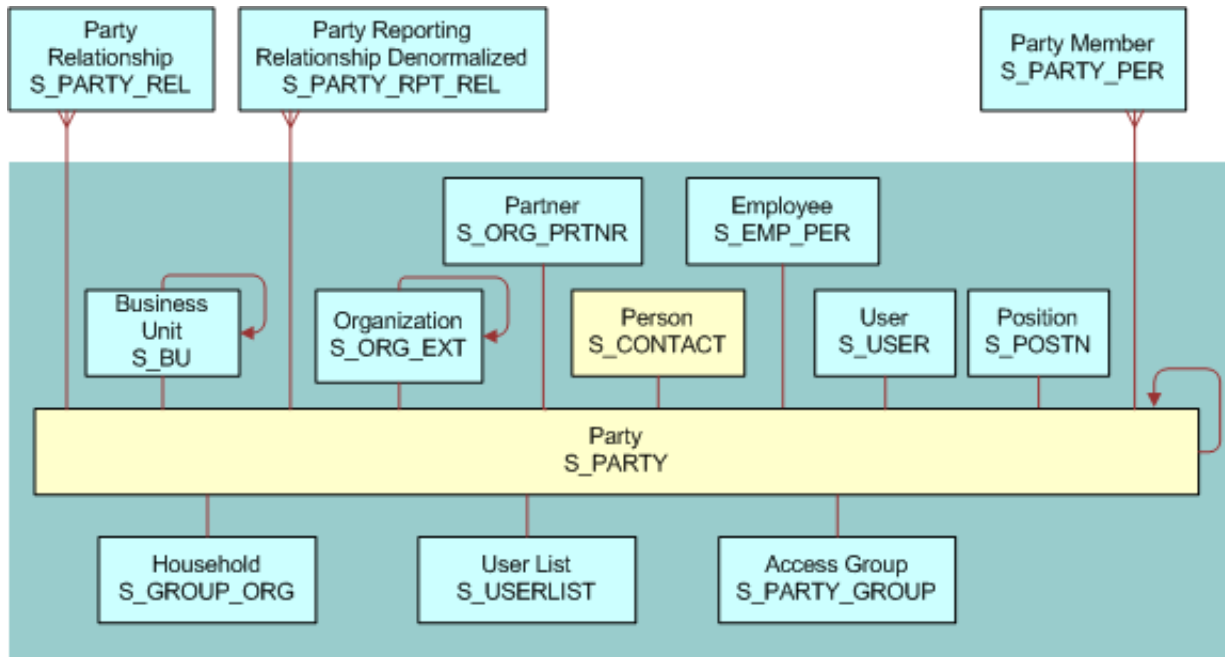 Party
Relationship
S_PARTY_REL
Party Reporting
Relationship Denormalized
S_PARTY_RPT_REL
Party Member
S_PARTY_PER
Partner
S_ORG_PRTNR
Employee
S_EMP_PER
Business
Unit
S_BU
Organization
S_ORG_EXT
Person
S_CONTACT
User
S_USER
Position
S_POSTN
Party
S_PARTY
Household
S_GROUP_ORG
User List
S_USERLIST
Access Group
S_PARTY_GROUP